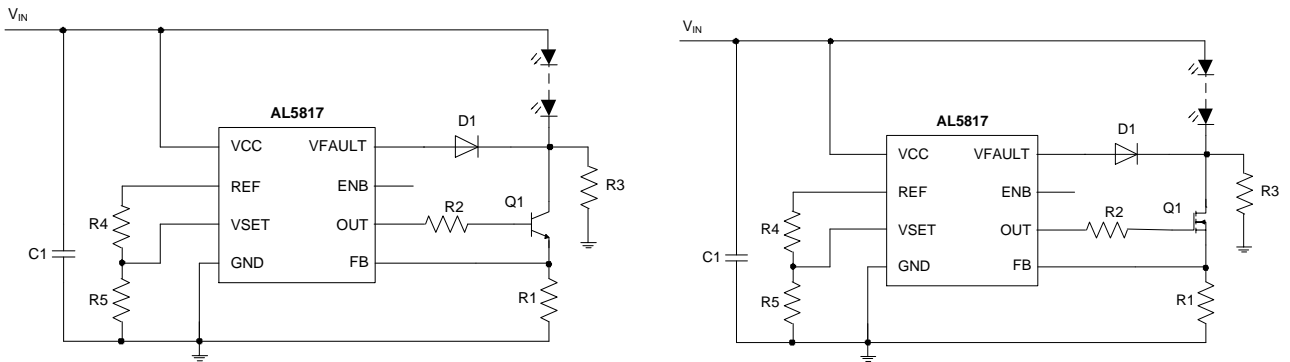 VIN
AL5817
D1
VCC VFAULT
REF ENB
R3
R4
R2
Q1
VSET OUT
C1
GND FB
R5
R1
VIN
AL5817
D1
VCC VFAULT
REF ENB
R3
R4
R2
Q1
VSET OUT
C1
GND FB
R5
R1